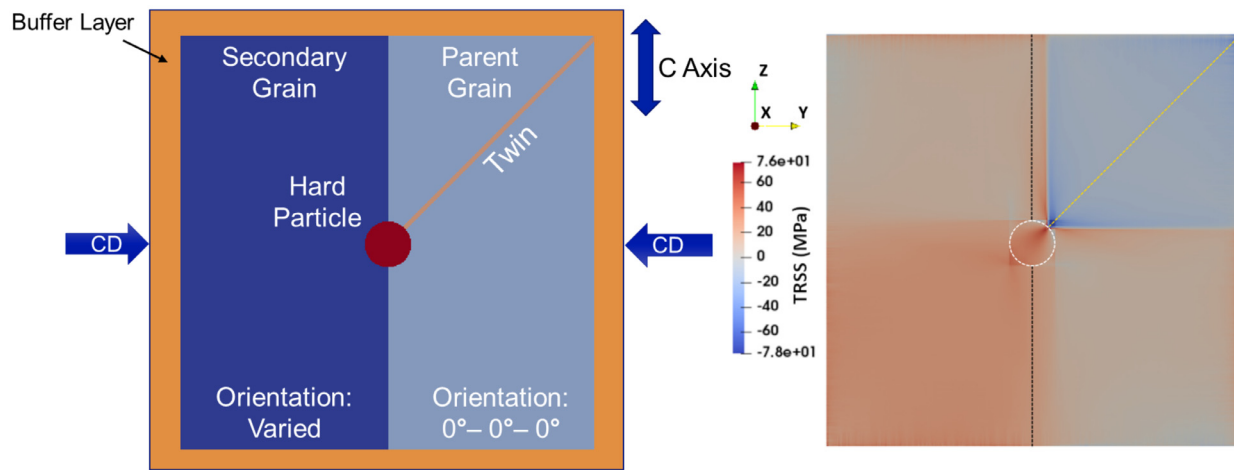 Buffer Layer
Secondary
Grain
Parent
Grain
C Axis
Twin
Hard
Particle
CD
CD
Orientation:
Varied
Orientation:
0°– 0°– 0°
Z
X
Y
7.6e+01
60
40
20
0
-20
-40
-60
-7.8e+01
TRSS (MPa)